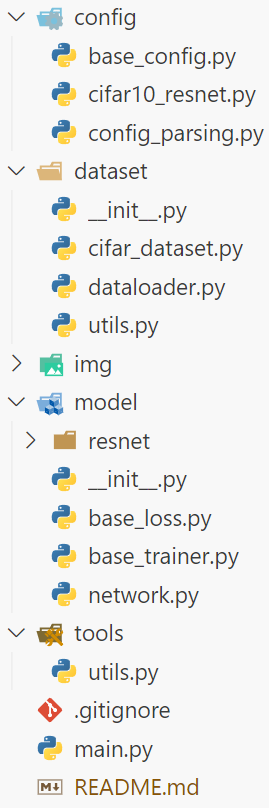 config
base_config.py
cifar10_resnet.py
config_parsing.py
dataset
__init__.py
cifar_dataset.py
dataloader.py
utils.py
img
model
resnet
__init__.py
base_loss.py
base_trainer.py
network.py
tools
utils.py
.gitignore
main.py
README.md